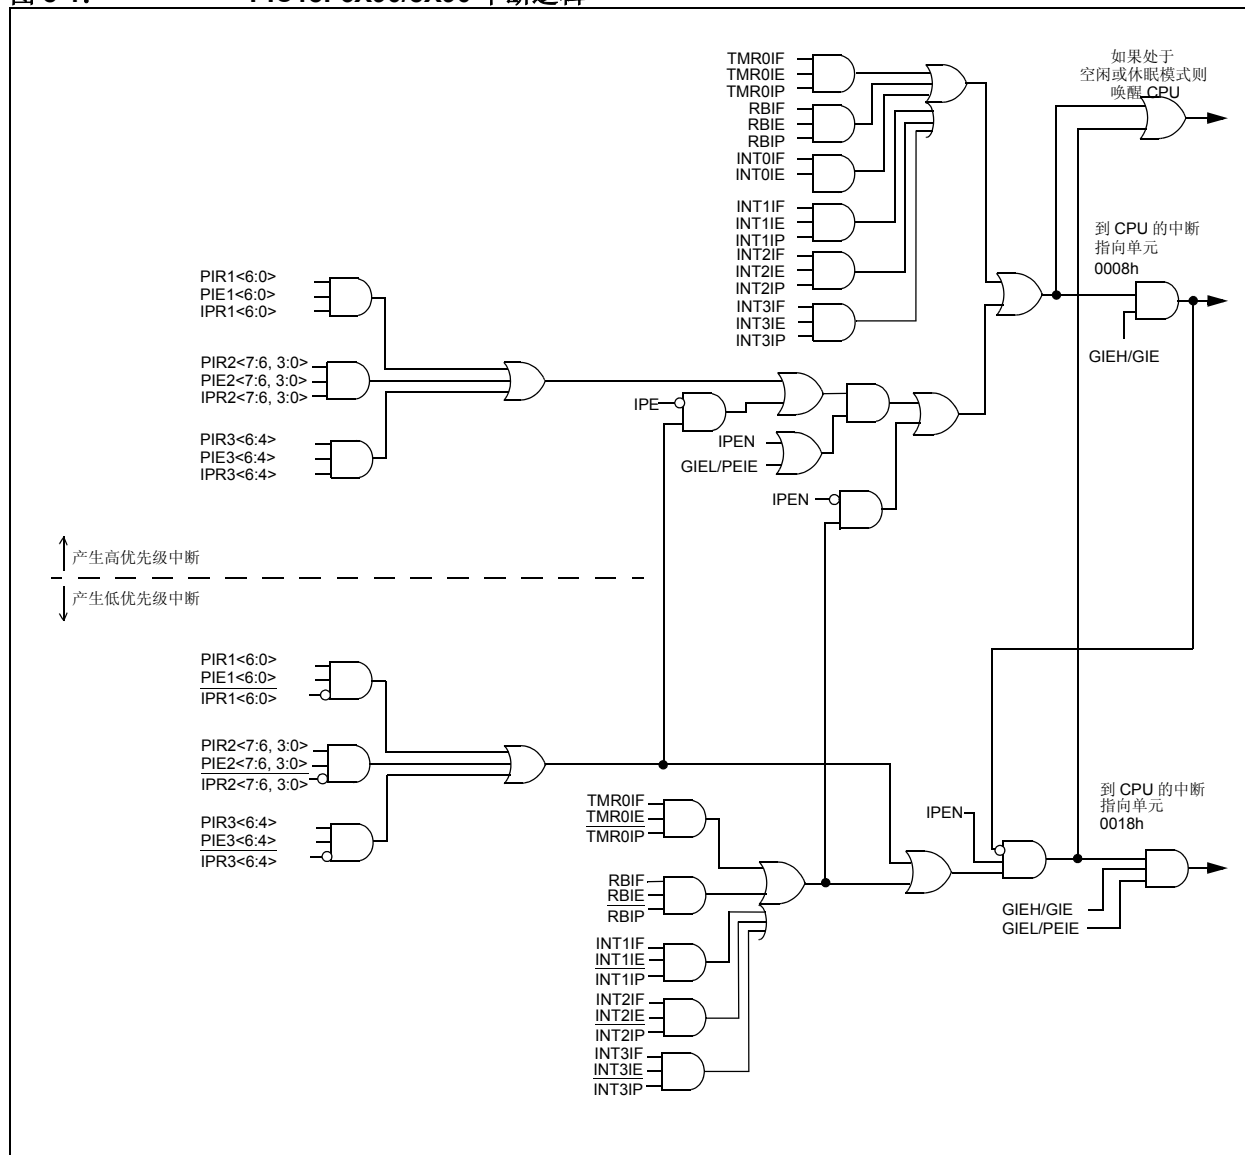 TMR0IF
TMR0IE
TMR0IP
RBIF
RBIE
RBIP
INT0IF
INT0IE
INT1IF
INT1IE
INT1IP
INT2IF
INT2IE
INT2IP
INT3IF
INT3IE
INT3IP
如果处于
空闲或休眠模式则
唤醒 CPU
到 CPU 的中断
指向单元
0008h
GIEH/GIE
PIR1<6:0>
PIE1<6:0>
IPR1<6:0>
PIR2<7:6, 3:0>
PIE2<7:6, 3:0>
IPR2<7:6, 3:0>
PIR3<6:4>
PIE3<6:4>
IPR3<6:4>
IPE
IPEN
GIEL/PEIE
IPEN
产生高优先级中断
产生低优先级中断
PIR1<6:0>
PIE1<6:0>
IPR1<6:0>
PIR2<7:6, 3:0>
PIE2<7:6, 3:0>
IPR2<7:6, 3:0>
PIR3<6:4>
PIE3<6:4>
IPR3<6:4>
TMR0IF
TMR0IE
TMR0IP
RBIF
RBIE
RBIP
INT1IF
INT1IE
INT1IP
INT2IF
INT2IE
INT2IP
INT3IF
INT3IE
INT3IP
IPEN
到 CPU 的中断
指向单元
0018h
GIEH/GIE
GIEL/PEIE